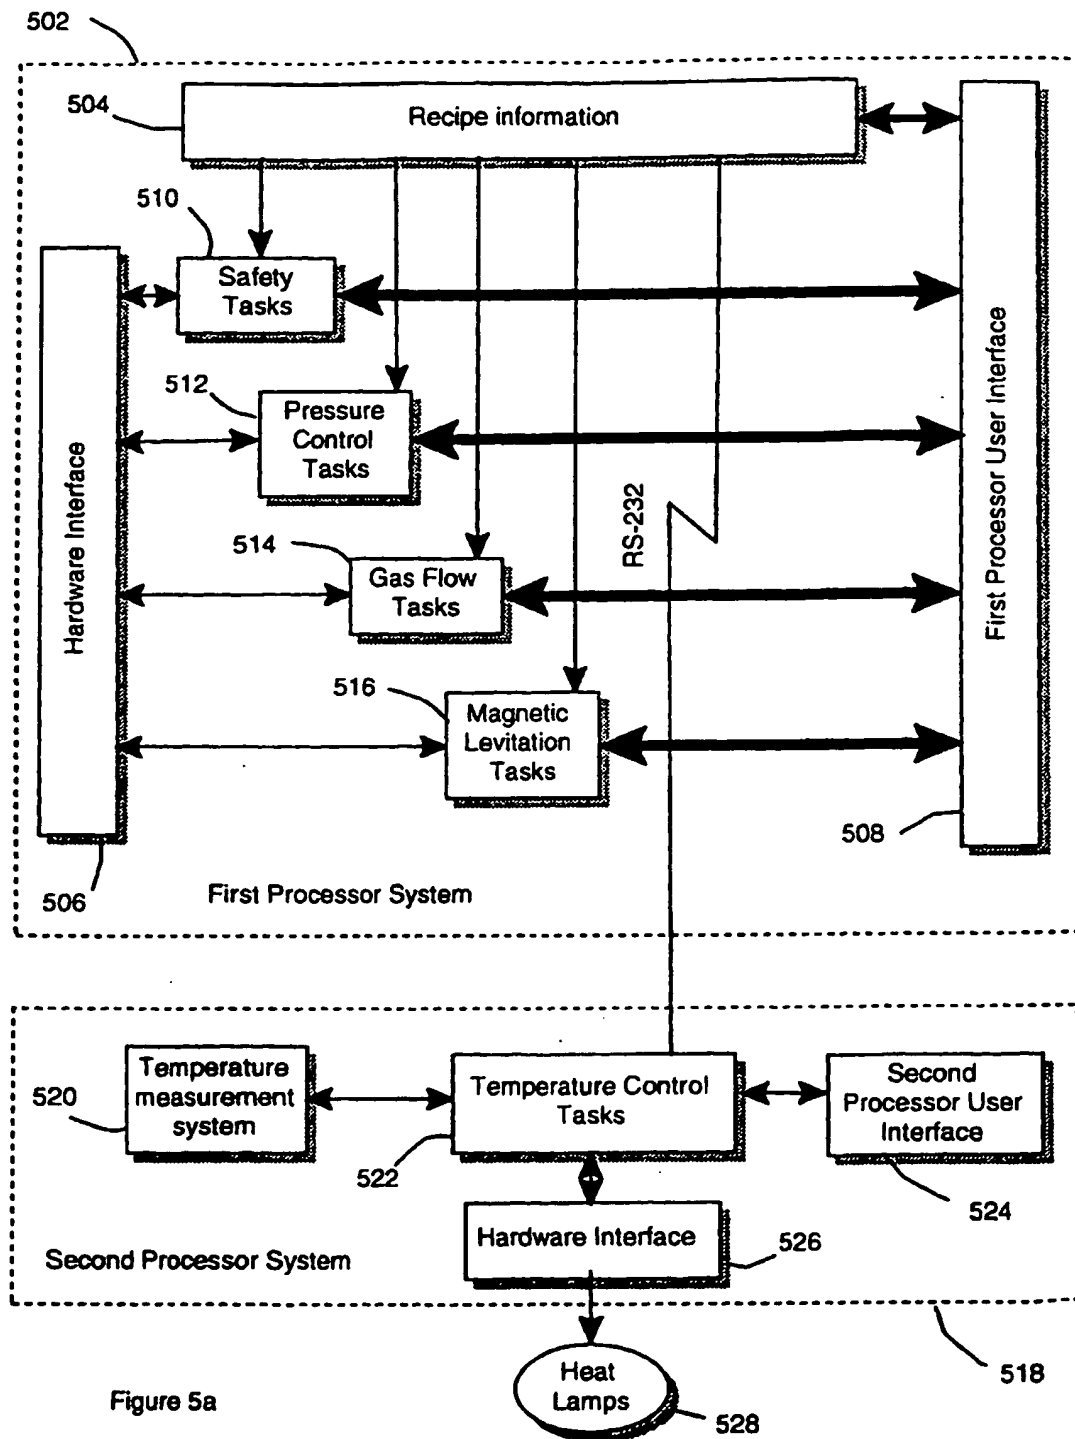 502
504
Recipe information
510
Safety
Tasks
512
Pressure
Control
Tasks
Hardware Interface
First Processor User Interface
RS-232
514
Gas Flow
Tasks
516
Magnetic
Levitation
Tasks
508
506
First Processor System
520
Temperature
measurement
system
Temperature Control
Tasks
Second
Processor User
Interface
522
524
Hardware Interface
526
Second Processor System
518
Heat
Lamps
528
Figure 5a